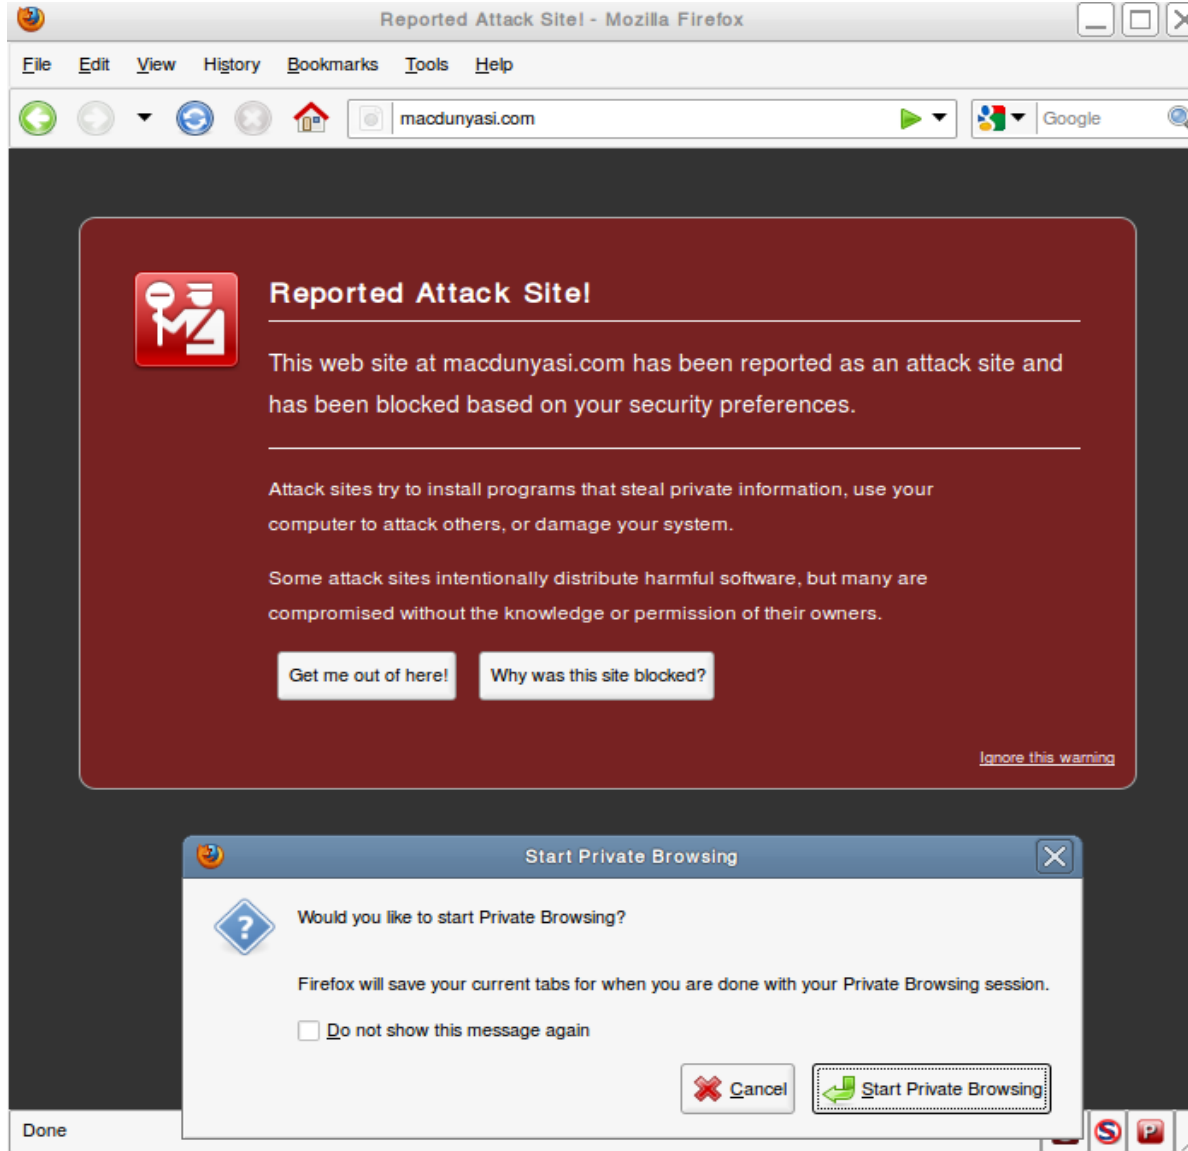 Reported Attack Site! - Mozilla Firefox
File Edit View History Bookmarks Tools Help
macdunyasi.com Google
Reported Attack Site!
This web site at macdunyasi.com has been reported as an attack site and
has been blocked based on your security preferences.
Attack sites try to install programs that steal private information, use your
computer to attack others, or damage your system.
Some attack sites intentionally distribute harmful software, but many are
compromised without the knowledge or permission of their owners.
Get me out of here! Why was this site blocked?
Ignore this warning
Start Private Browsing
Would you like to start Private Browsing?
Firefox will save your current tabs for when you are done with your Private Browsing session.
Do not show this message again
Cancel Start Private Browsing
Done S P